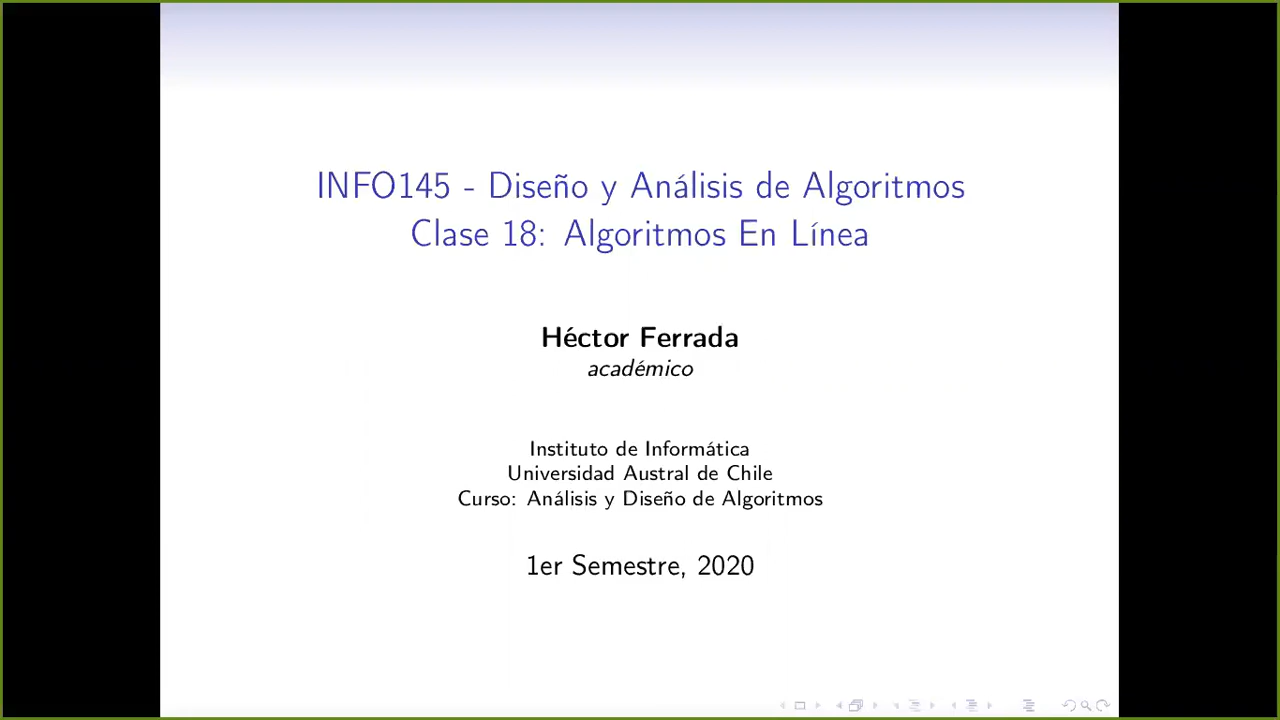 INFO145 - Diseño y Análisis de Algoritmos
Clase 18: Algoritmos En Línea
Héctor Ferrada
académico
Instituto de Informática
Universidad Austral de Chile
Curso: Análisis y Diseño de Algoritmos
1er Semestre, 2020